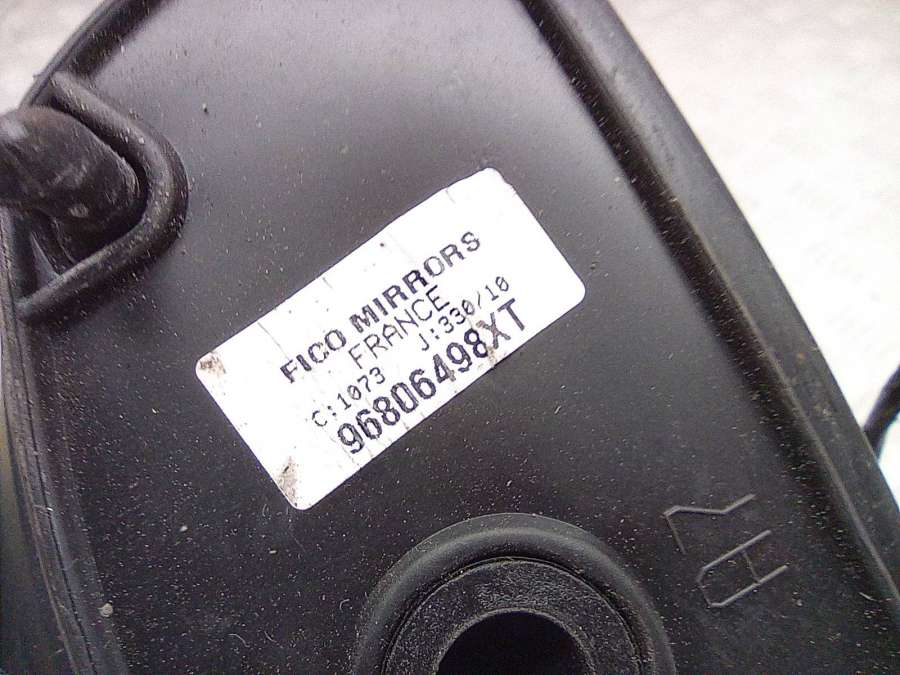 FICO MIRRORS
FRANCE
C:1073 J:330/10
96806498XT